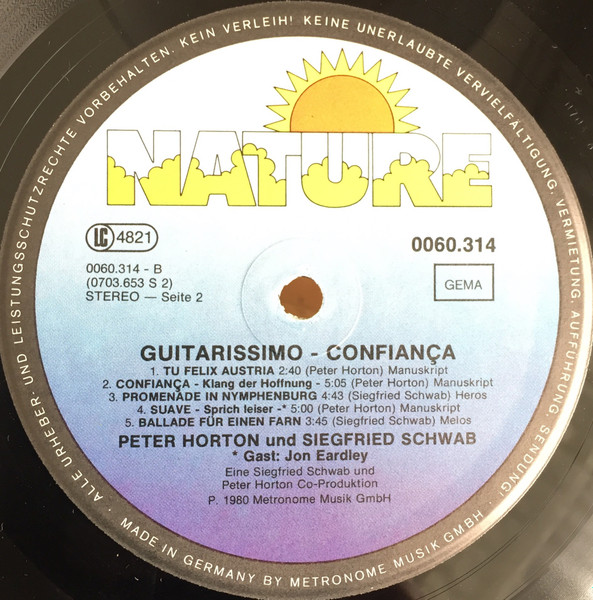 ALLE URHEBER- UND LEISTUNGSSCHUTZRECHTE VORBEHALTEN. KEIN VERLEIH! KEINE UNERLAUBTE VERVIELFÄLTIGUNG, VERMIETUNG, AUFFÜHRUNG, SENDUNG!
NATURE
LC 4821
0060.314
0060.314 - B
(0703.653 S 2)
STEREO — Seite 2
GEMA
GUITARISSIMO - CONFIANÇA
1. TU FELIX AUSTRIA 2:40 (Peter Horton) Manuskript
2. CONFIANÇA - Klang der Hoffnung - 5:05 (Peter Horton) Manuskript
3. PROMENADE IN NYMPHENBURG 4:43 (Siegfried Schwab) Heros
4. SUAVE - Sprich leiser -* 5:00 (Peter Horton) Manuskript
5. BALLADE FÜR EINEN FARN 3:45 (Siegfried Schwab) Melos
PETER HORTON und SIEGFRIED SCHWAB
* Gast: Jon Eardley
Eine Siegfried Schwab und
Peter Horton Co-Produktion
P. 1980 Metronome Musik GmbH
· MADE IN GERMANY BY METRONOME MUSIK GMBH ·